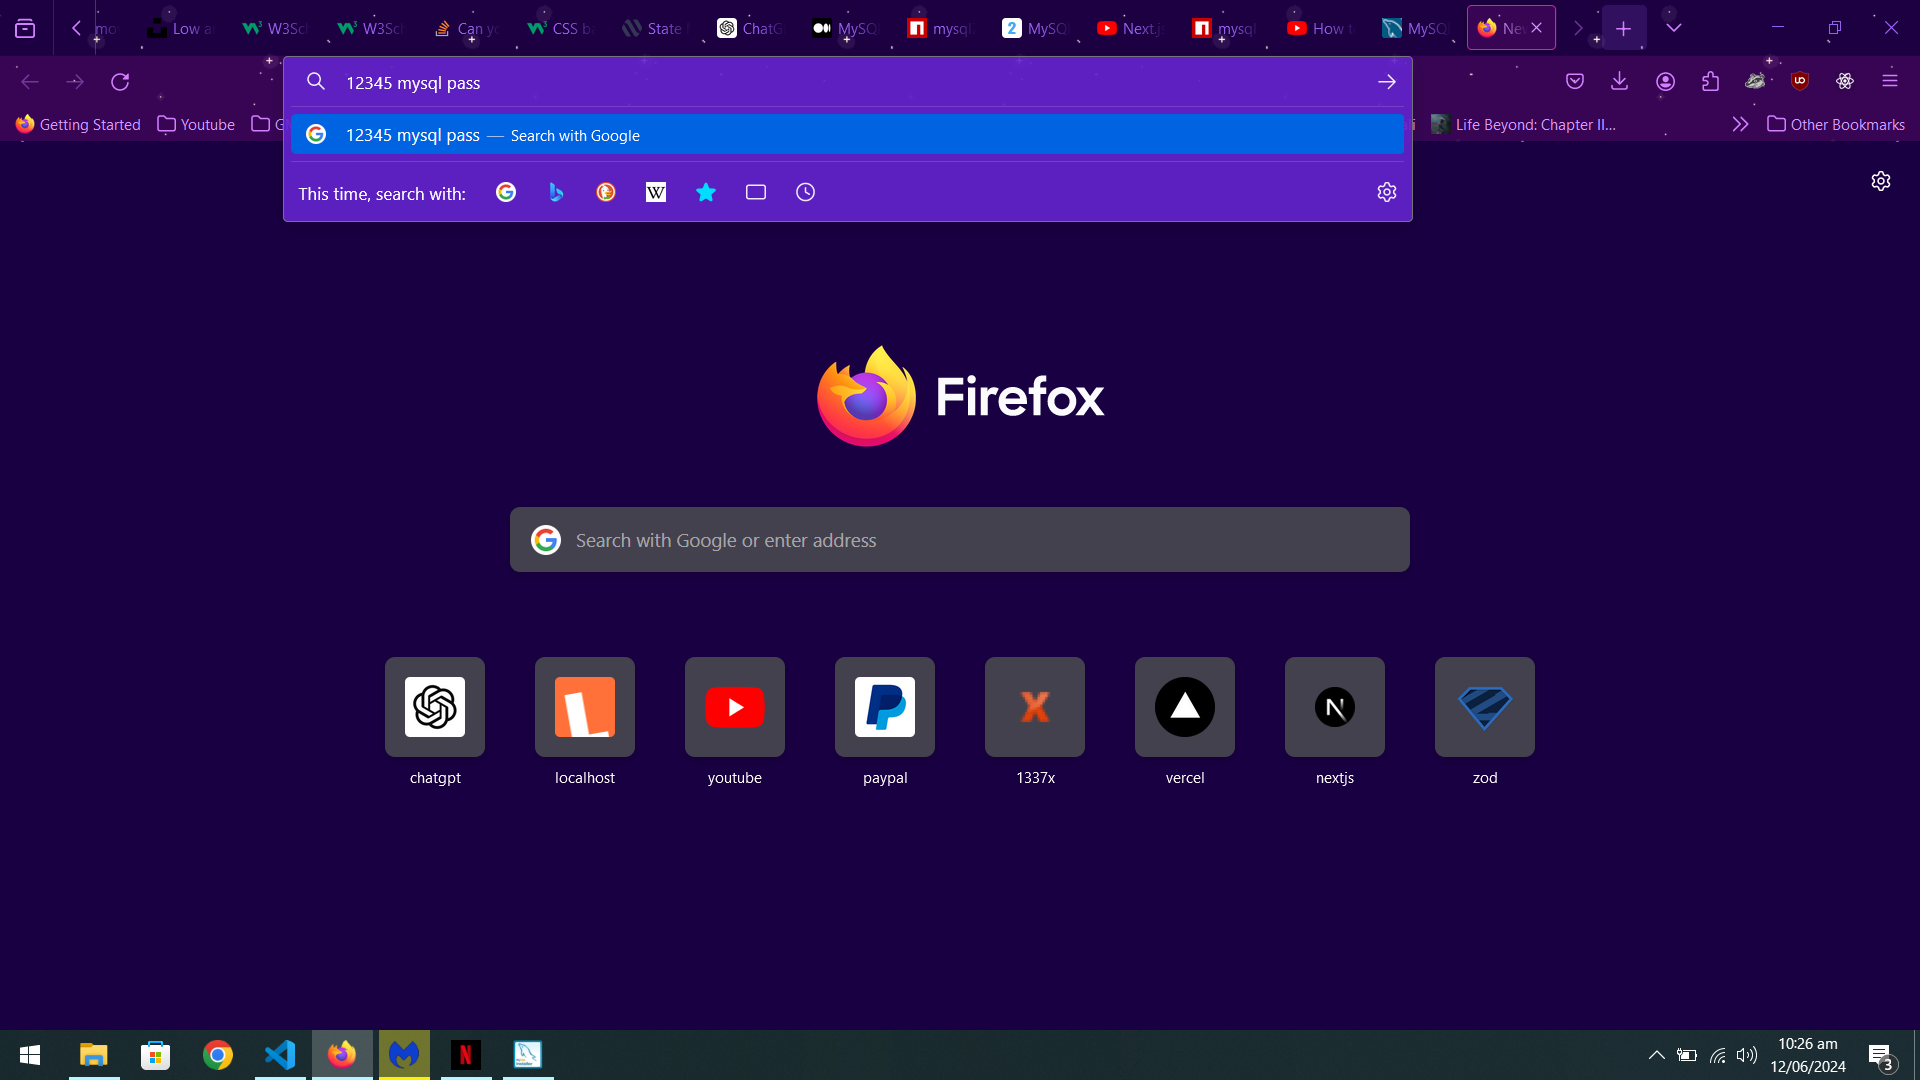 Low a
W3Sc
W3Sc
Can yo
CSS b
State
ChatG
MySQ
mysql
MySQ
Next.j
mysql
How t
MySQ
Ne
12345 mysql pass
Getting Started
Youtube
Life Beyond: Chapter II...
Other Bookmarks
12345 mysql pass — Search with Google
This time, search with:
Firefox
Search with Google or enter address
chatgpt
localhost
youtube
paypal
1337x
vercel
nextjs
zod
10:26 am
12/06/2024
3